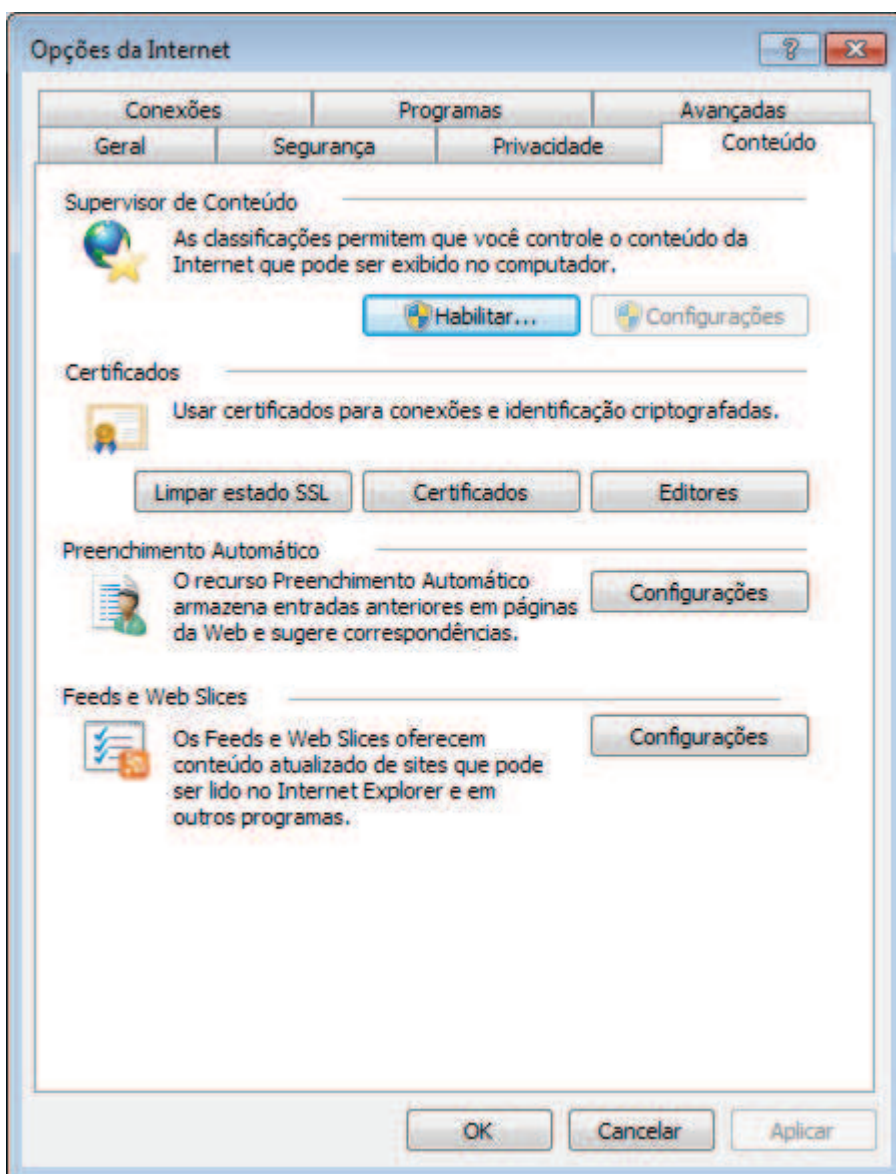 Opções da Internet
Conexões
Programas
Avançadas
Geral
Segurança
Privacidade
Conteúdo
Supervisor de Conteúdo
As classificações permitem que você controle o conteúdo da
Internet que pode ser exibido no computador.
Habilitar...
Configurações
Certificados
Usar certificados para conexões e identificação criptografadas.
Limpar estado SSL
Certificados
Editores
Preenchimento Automático
O recurso Preenchimento Automático
armazena entradas anteriores em páginas
da Web e sugere correspondências.
Configurações
Feeds e Web Slices
Os Feeds e Web Slices oferecem
conteúdo atualizado de sites que pode
ser lido no Internet Explorer e em
outros programas.
Configurações
OK
Cancelar
Aplicar